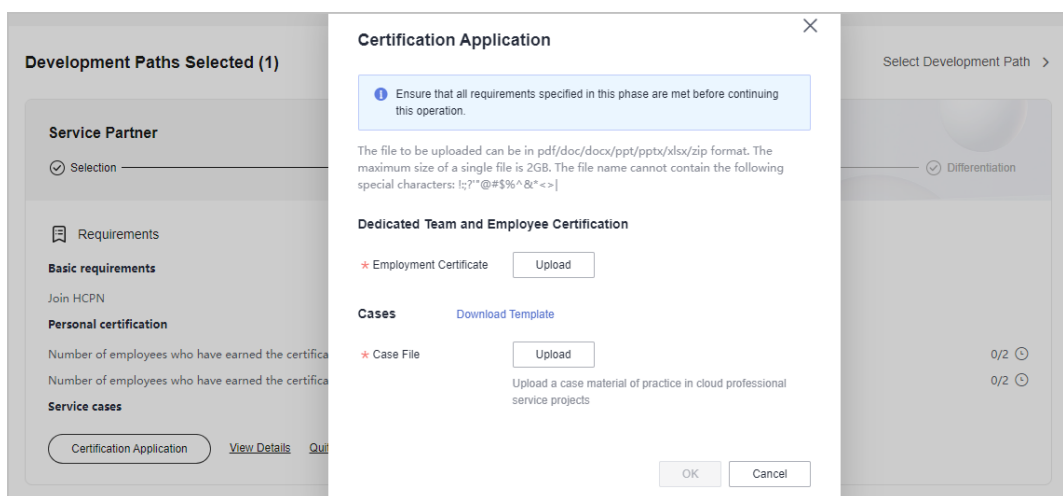 Certification Application
Development Paths Selected (1)
Select Development Path >
Ensure that all requirements specified in this phase are met before continuing
this operation.
Service Partner
The file to be uploaded can be in pdf/doc/docx/ppt/pptx/xlsx/zip format. The
maximum size of a single file is 2GB. The file name cannot contain the following
special characters: !:;?'"@#$%^&*<>|
Selection
Differentiation
Dedicated Team and Employee Certification
Requirements
* Employment Certificate Upload
Basic requirements
Join HCPN
Cases Download Template
Personal certification
Number of employees who have earned the certifica
0/2
* Case File Upload
Number of employees who have earned the certifica
0/2
Upload a case material of practice in cloud professional
service projects
Service cases
Certification Application View Details Quit
OK Cancel